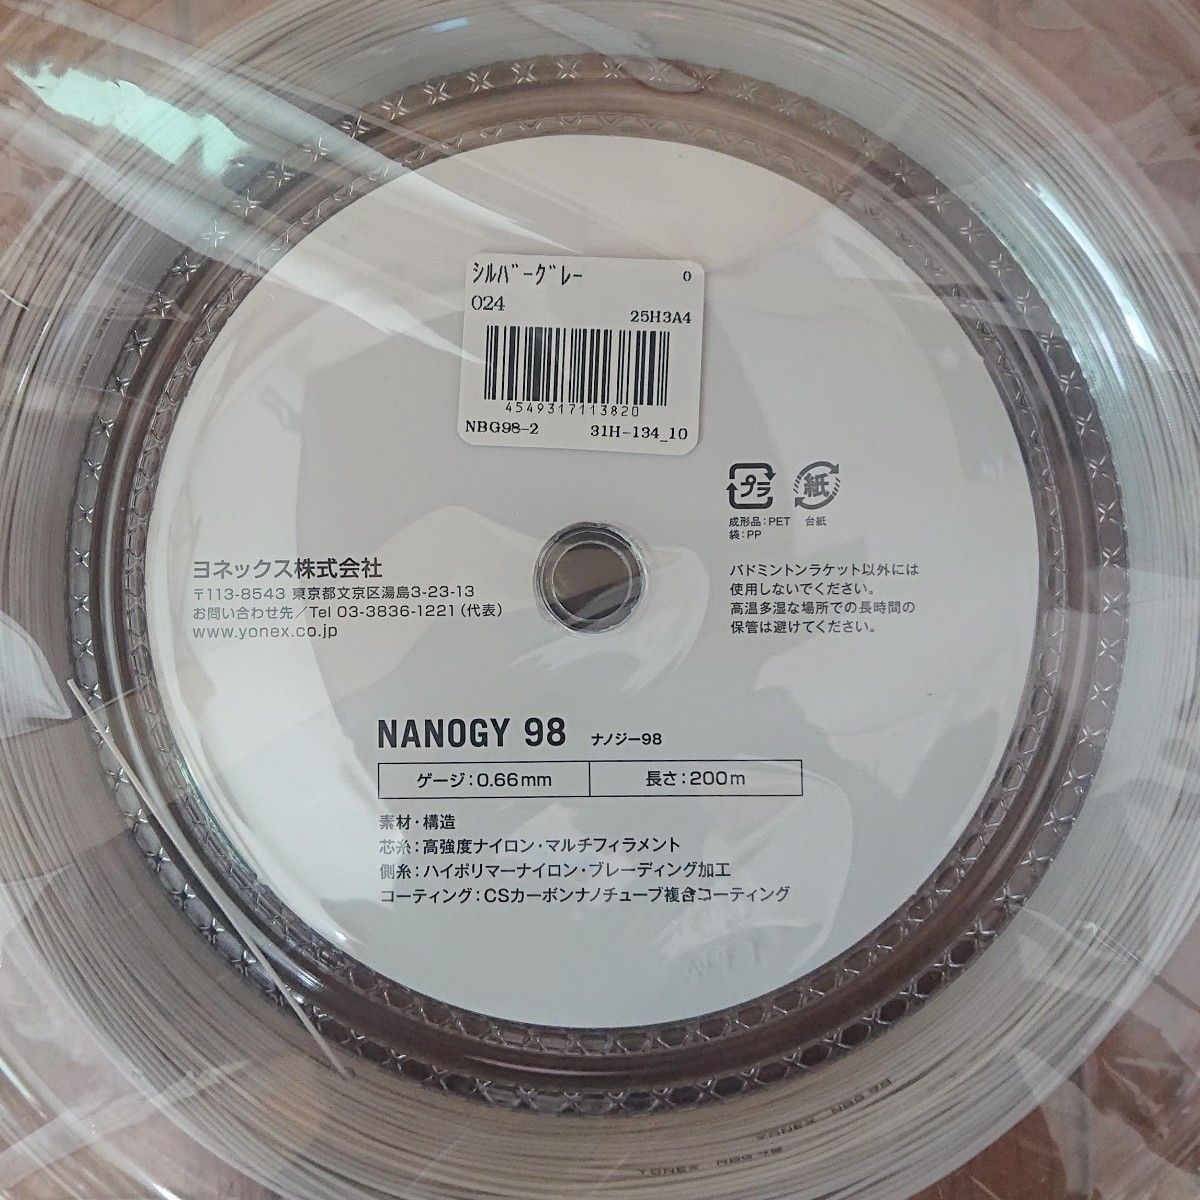 シルバーグレー 0
024
25H3A4
4549317113820
NBG98-2 31H-134_10
プラ 紙
成形品：PET 台紙
袋：PP
ヨネックス株式会社
〒113-8543 東京都文京区湯島3-23-13
お問い合わせ先／Tel 03-3836-1221（代表）
www.yonex.co.jp
バドミントンラケット以外には
使用しないでください。
高温多湿な場所での長時間の
保管は避けてください。
NANOGY 98 ナノジー98
ゲージ：0.66mm 長さ：200m
素材・構造
芯糸：高強度ナイロン・マルチフィラメント
側糸：ハイポリマーナイロン・ブレーディング加工
コーティング：CSカーボンナノチューブ複合コーティング
YONEX NBG 98
YONEX NBG 98